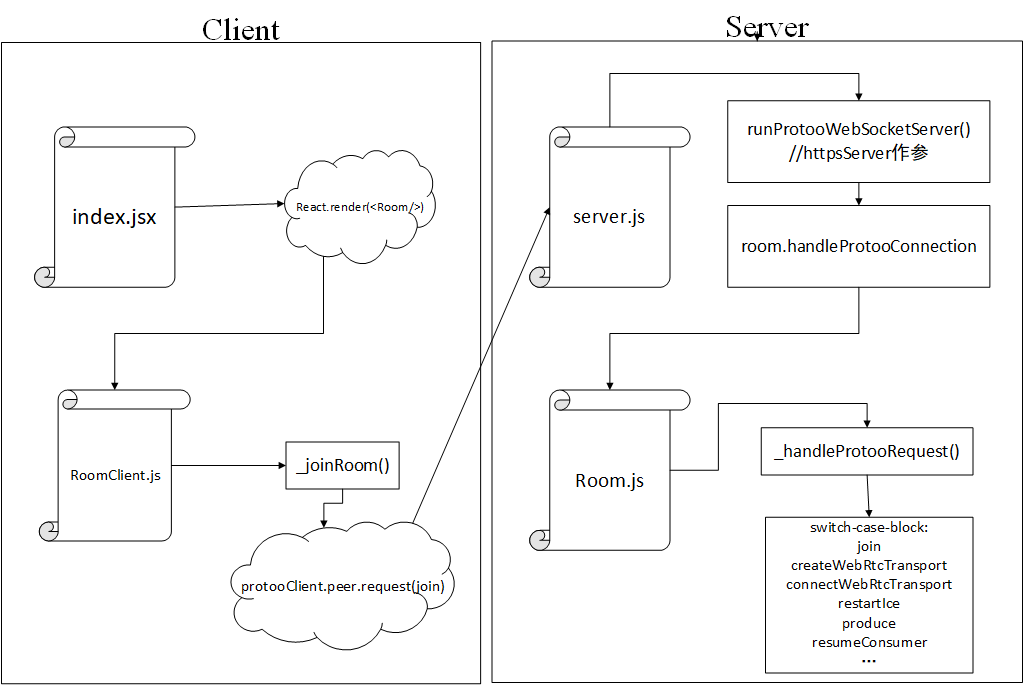 Client
index.jsx
React.render(<Room/>)
RoomClient.js
_joinRoom()
protooClient.peer.request(join)
Server
server.js
runProtooWebSocketServer()
//httpsServer作参
room.handleProtooConnection
Room.js
_handleProtooRequest()
switch-case-block:
join
createWebRtcTransport
connectWebRtcTransport
restartIce
produce
resumeConsumer
...